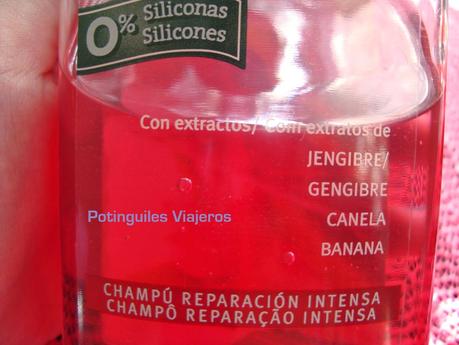 0% Siliconas
Silicones
Con extractos/ Com extratos de
JENGIBRE/
GENGIBRE
CANELA
BANANA
Potinguiles Viajeros
CHAMPÚ REPARACIÓN INTENSA
CHAMPÔ REPARAÇÃO INTENSA